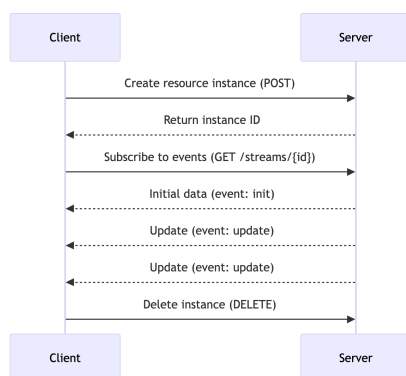 Client
Server
Create resource instance (POST)
Return instance ID
Subscribe to events (GET /streams/{id})
Initial data (event: init)
Update (event: update)
Update (event: update)
Delete instance (DELETE)
Client
Server